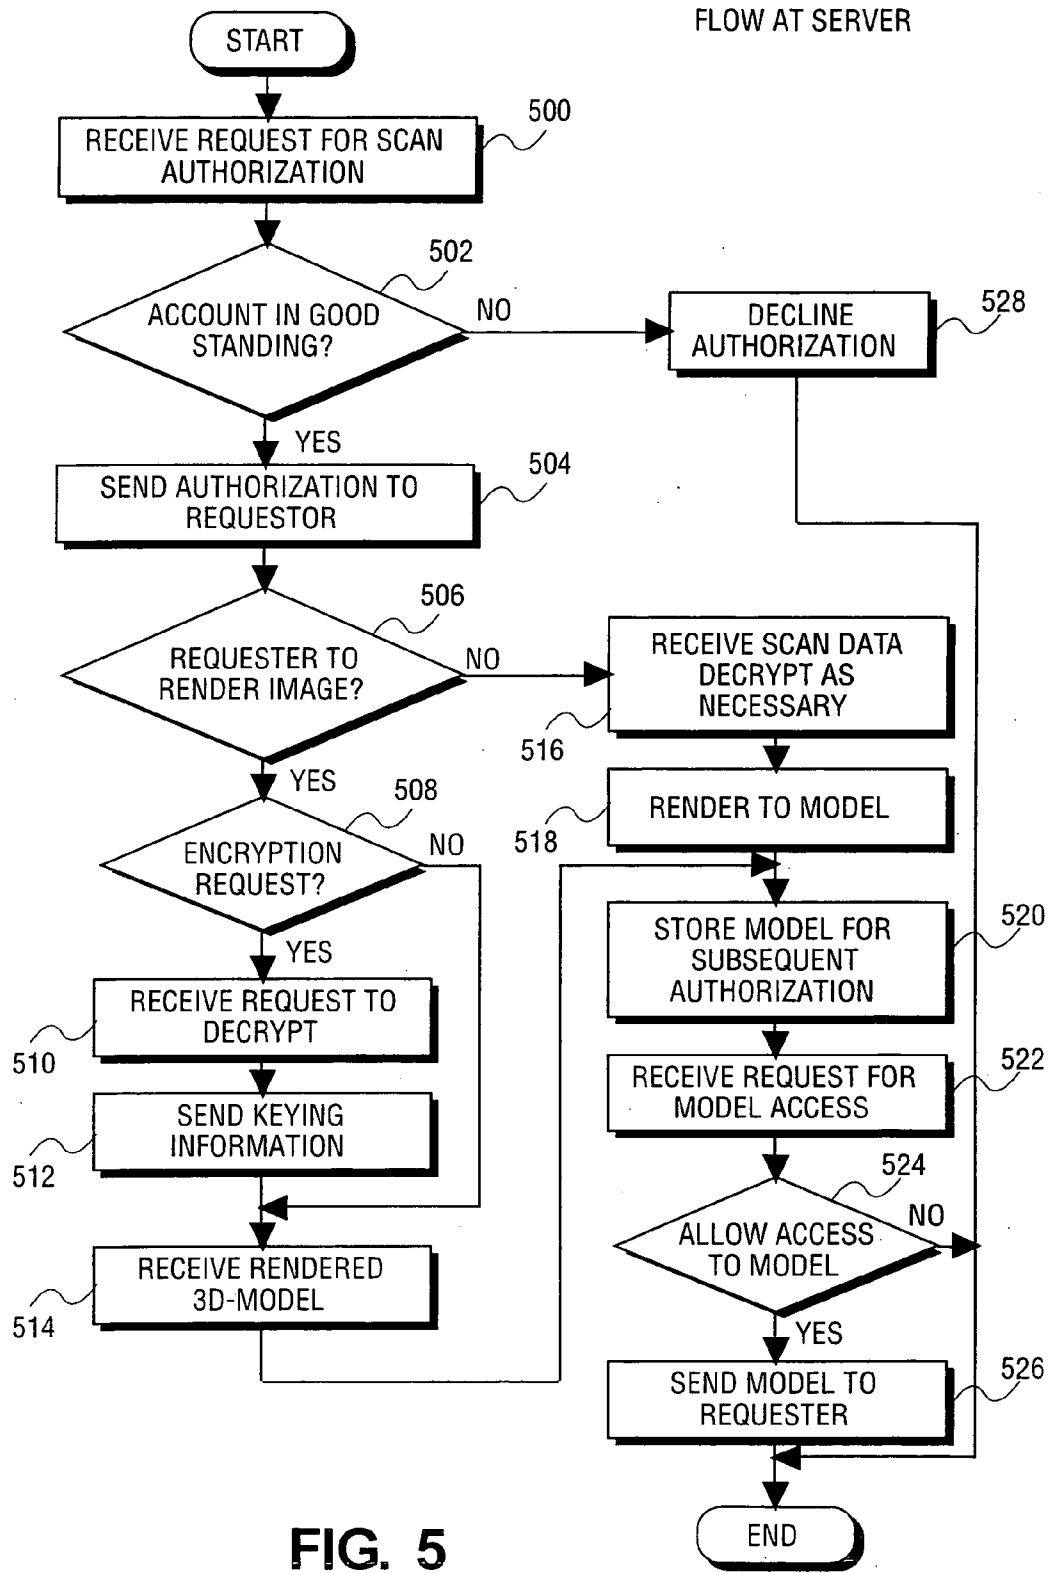 FLOW AT SERVER
START
500
RECEIVE REQUEST FOR SCAN
AUTHORIZATION
502
ACCOUNT IN GOOD
STANDING?
NO
DECLINE
AUTHORIZATION
528
YES
504
SEND AUTHORIZATION TO
REQUESTOR
506
REQUESTER TO
RENDER IMAGE?
NO
RECEIVE SCAN DATA
DECRYPT AS
NECESSARY
516
YES
508
ENCRYPTION
REQUEST?
NO
RENDER TO MODEL
518
YES
RECEIVE REQUEST TO
DECRYPT
510
STORE MODEL FOR
SUBSEQUENT
AUTHORIZATION
520
SEND KEYING
INFORMATION
512
RECEIVE REQUEST FOR
MODEL ACCESS
522
524
ALLOW ACCESS
TO MODEL
NO
RECEIVE RENDERED
3D-MODEL
514
YES
SEND MODEL TO
REQUESTER
526
END
FIG. 5